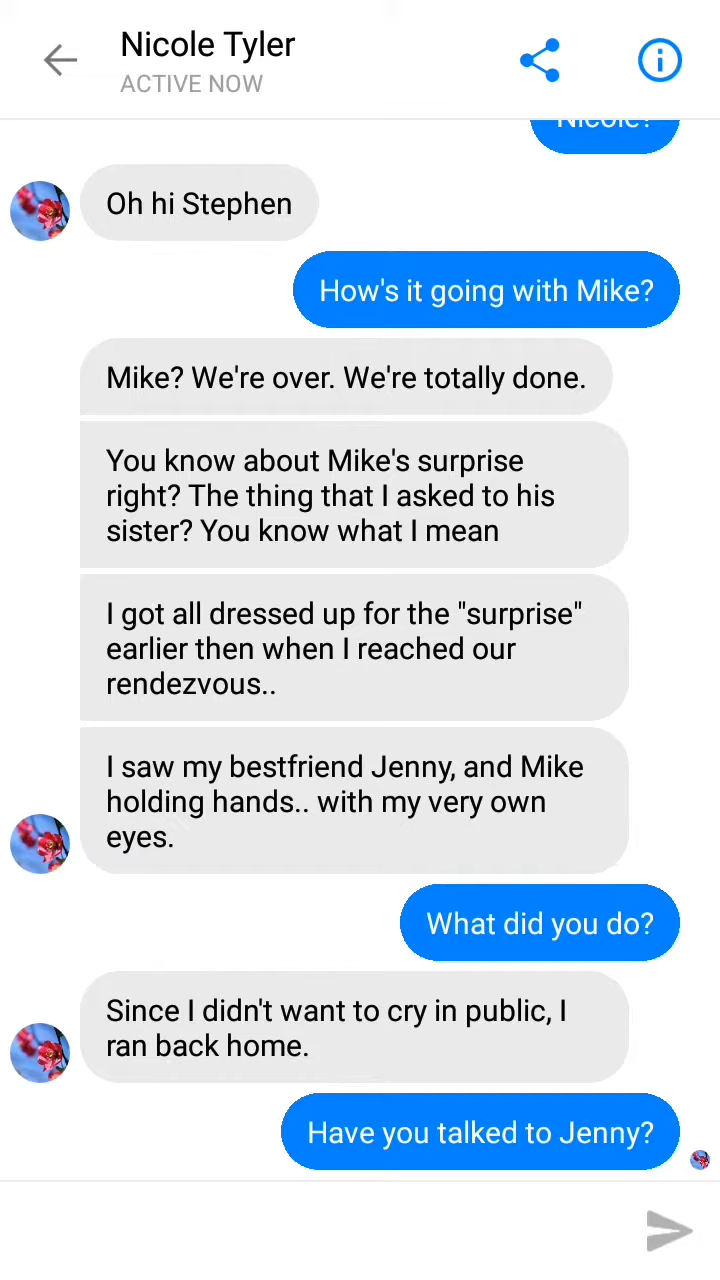 Nicole Tyler
ACTIVE NOW
Nicole?
Oh hi Stephen
How's it going with Mike?
Mike? We're over. We're totally done.
You know about Mike's surprise
right? The thing that I asked to his
sister? You know what I mean
I got all dressed up for the "surprise"
earlier then when I reached our
rendezvous..
I saw my bestfriend Jenny, and Mike
holding hands.. with my very own
eyes.
What did you do?
Since I didn't want to cry in public, I
ran back home.
Have you talked to Jenny?